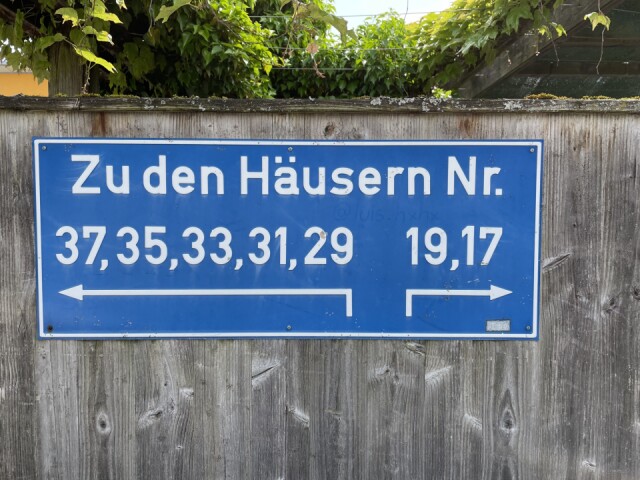 Zu den Häusern Nr.
37,35,33,31,29 19,17